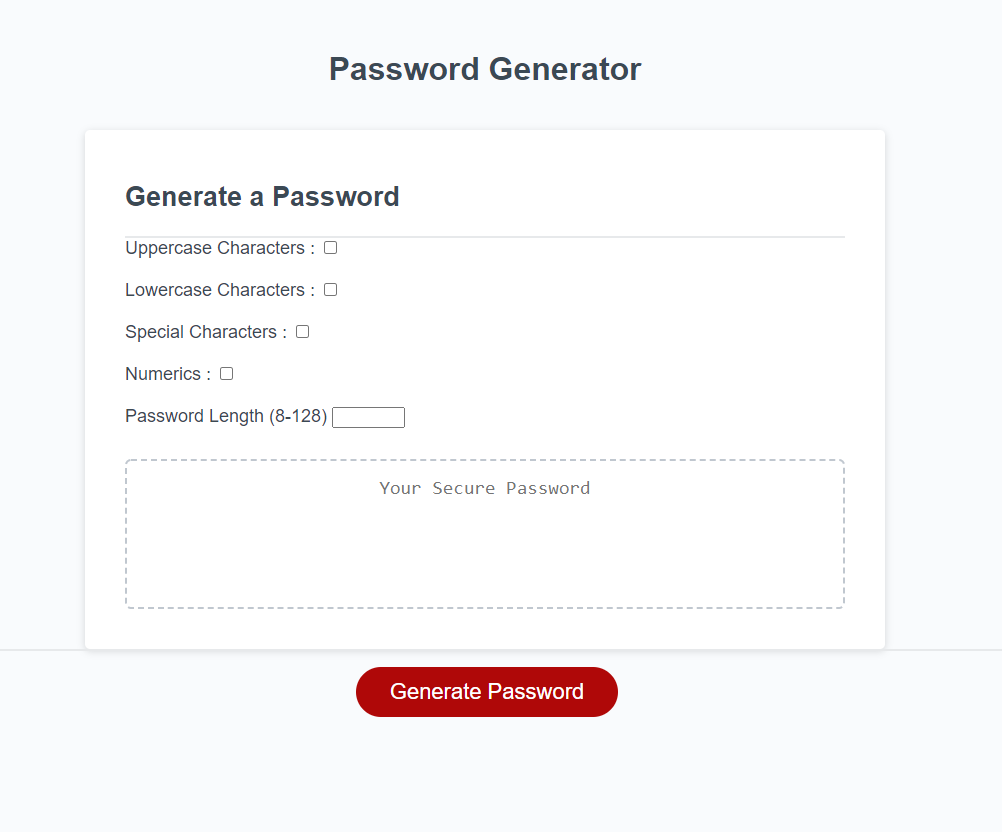 Password Generator
Generate a Password
Uppercase Characters :
Lowercase Characters :
Special Characters :
Numerics :
Password Length (8-128)
Your Secure Password
Generate Password